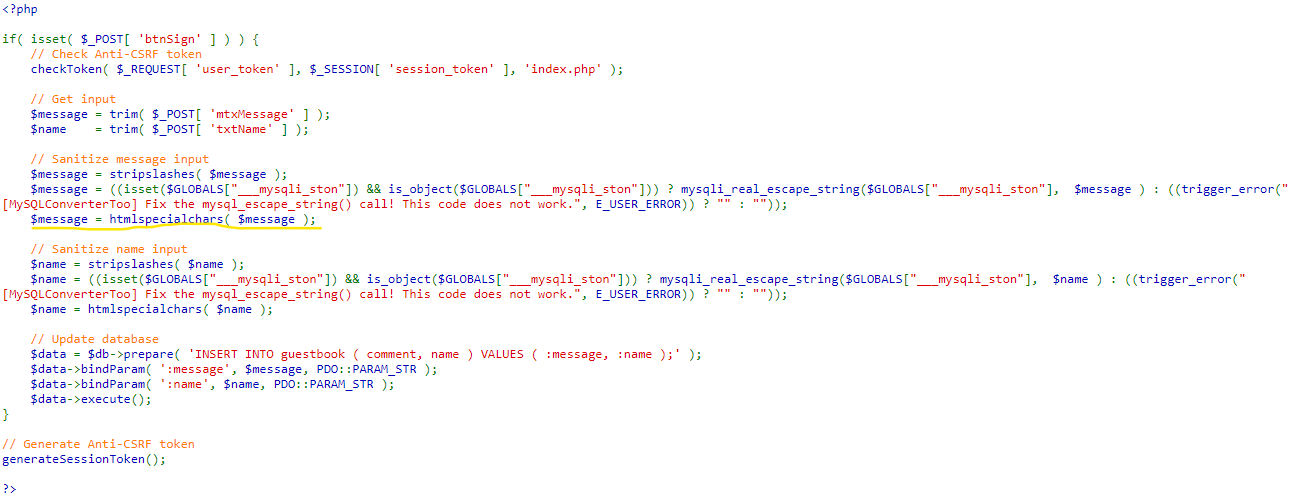 <?php
if( isset( $_POST[ 'btnSign' ] ) ) {
    // Check Anti-CSRF token
    checkToken( $_REQUEST[ 'user_token' ], $_SESSION[ 'session_token' ], 'index.php' );
    // Get input
    $message = trim( $_POST[ 'mtxMessage' ] );
    $name    = trim( $_POST[ 'txtName' ] );
    // Sanitize message input
    $message = stripslashes( $message );
    $message = ((isset($GLOBALS["___mysqli_ston"]) && is_object($GLOBALS["___mysqli_ston"])) ? mysqli_real_escape_string($GLOBALS["___mysqli_ston"],  $message ) : ((trigger_error("
[MySQLConverterToo] Fix the mysql_escape_string() call! This code does not work.", E_USER_ERROR)) ? "" : ""));
    $message = htmlspecialchars( $message );
    // Sanitize name input
    $name = stripslashes( $name );
    $name = ((isset($GLOBALS["___mysqli_ston"]) && is_object($GLOBALS["___mysqli_ston"])) ? mysqli_real_escape_string($GLOBALS["___mysqli_ston"],  $name ) : ((trigger_error("
[MySQLConverterToo] Fix the mysql_escape_string() call! This code does not work.", E_USER_ERROR)) ? "" : ""));
    $name = htmlspecialchars( $name );
    // Update database
    $data = $db->prepare( 'INSERT INTO guestbook ( comment, name ) VALUES ( :message, :name );' );
    $data->bindParam( ':message', $message, PDO::PARAM_STR );
    $data->bindParam( ':name', $name, PDO::PARAM_STR );
    $data->execute();
}
// Generate Anti-CSRF token
generateSessionToken();
?>